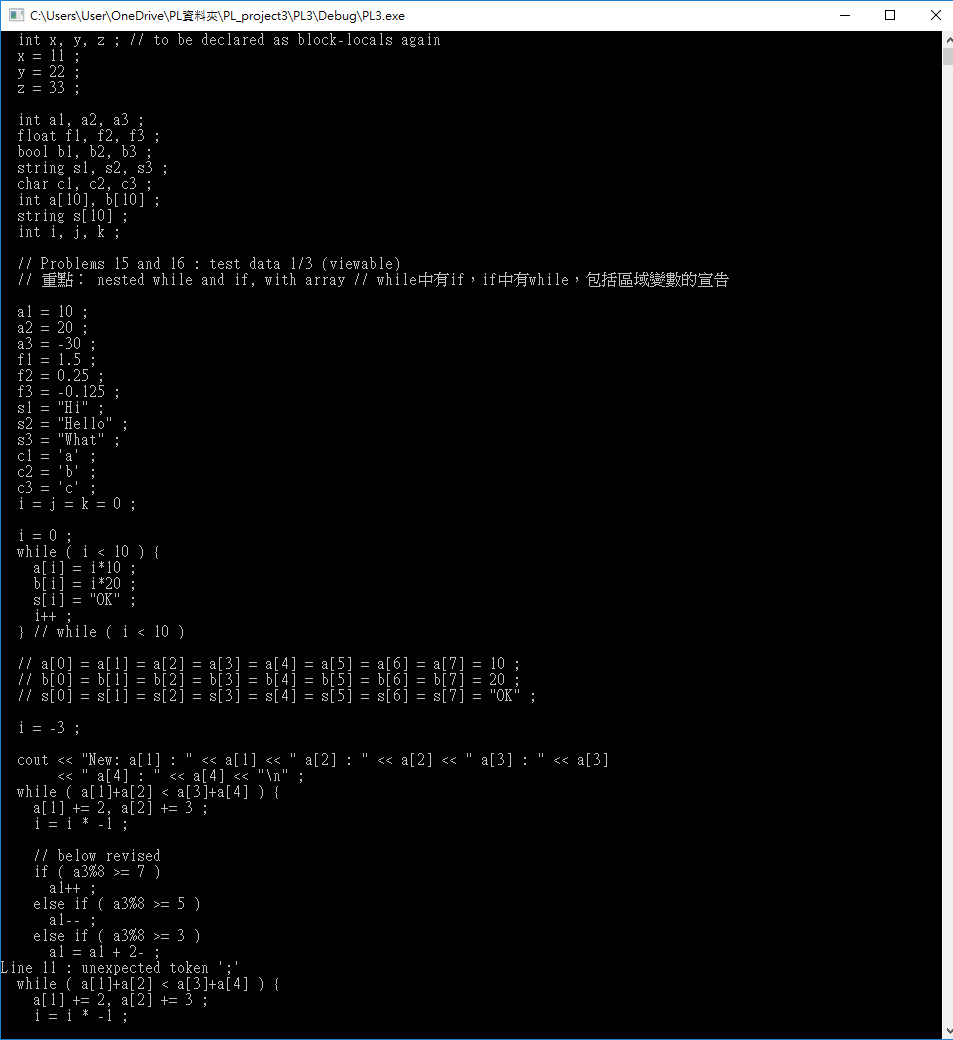 C:\Users\User\OneDrive\PL資料夾\PL_project3\PL3\Debug\PL3.exe
int x, y, z ; // to be declared as block-locals again
x = 11 ;
y = 22 ;
z = 33 ;
int a1, a2, a3 ;
float f1, f2, f3 ;
bool b1, b2, b3 ;
string s1, s2, s3 ;
char c1, c2, c3 ;
int a[10], b[10] ;
string s[10] ;
int i, j, k ;
// Problems 15 and 16 : test data 1/3 (viewable)
// 重點： nested while and if, with array // while中有if，if中有while，包括區域變數的宣告
a1 = 10 ;
a2 = 20 ;
a3 = -30 ;
f1 = 1.5 ;
f2 = 0.25 ;
f3 = -0.125 ;
s1 = "Hi" ;
s2 = "Hello" ;
s3 = "What" ;
c1 = 'a' ;
c2 = 'b' ;
c3 = 'c' ;
i = j = k = 0 ;
i = 0 ;
while ( i < 10 ) {
a[i] = i*10 ;
b[i] = i*20 ;
s[i] = "OK" ;
i++ ;
} // while ( i < 10 )
// a[0] = a[1] = a[2] = a[3] = a[4] = a[5] = a[6] = a[7] = 10 ;
// b[0] = b[1] = b[2] = b[3] = b[4] = b[5] = b[6] = b[7] = 20 ;
// s[0] = s[1] = s[2] = s[3] = s[4] = s[5] = s[6] = s[7] = "OK" ;
i = -3 ;
cout << "New: a[1] : " << a[1] << " a[2] : " << a[2] << " a[3] : " << a[3]
<< " a[4] : " << a[4] << "\n" ;
while ( a[1]+a[2] < a[3]+a[4] ) {
a[1] += 2, a[2] += 3 ;
i = i * -1 ;
// below revised
if ( a3%8 >= 7 )
a1++ ;
else if ( a3%8 >= 5 )
a1-- ;
else if ( a3%8 >= 3 )
a1 = a1 + 2- ;
Line 11 : unexpected token ';'
while ( a[1]+a[2] < a[3]+a[4] ) {
a[1] += 2, a[2] += 3 ;
i = i * -1 ;